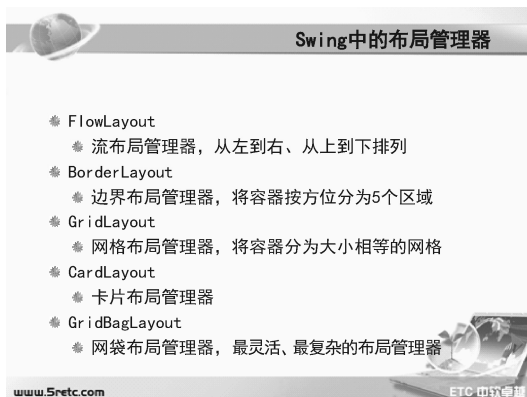 Swing中的布局管理器
FlowLayout
流布局管理器，从左到右、从上到下排列
BorderLayout
边界布局管理器，将容器按方位分为5个区域
GridLayout
网格布局管理器，将容器分为大小相等的网格
CardLayout
卡片布局管理器
GridBagLayout
网袋布局管理器，最灵活、最复杂的布局管理器
www.5retc.com
ETC 中软卓越